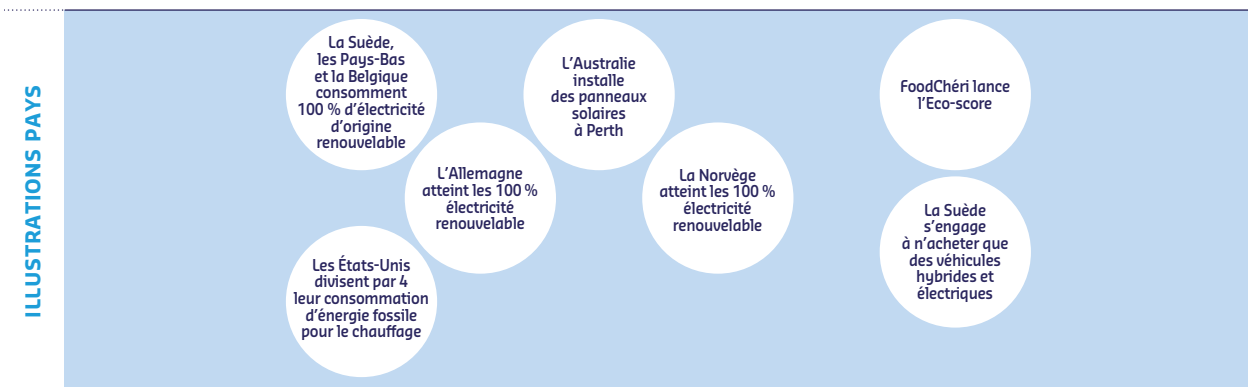 ILLUSTRATIONS PAYS
La Suède,
les Pays-Bas
et la Belgique
consomment
100 % d'électricité
d'origine
renouvelable
L'Allemagne
atteint les 100 %
électricité
renouvelable
Les États-Unis
divisent par 4
leur consommation
d'énergie fossile
pour le chauffage
L'Australie
installe
des panneaux
solaires
à Perth
La Norvège
atteint les 100 %
électricité
renouvelable
FoodChéri lance
l'Eco-score
La Suède
s'engage
à n'acheter que
des véhicules
hybrides et
électriques